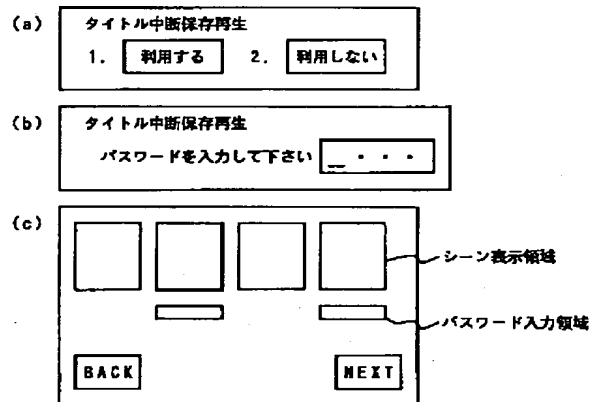 (a) タイトル中断保存再生
1. 利用する 2. 利用しない
(b) タイトル中断保存再生
パスワードを入力して下さい _ ・ ・ ・
(c)
シーン表示領域
パスワード入力領域
BACK NEXT